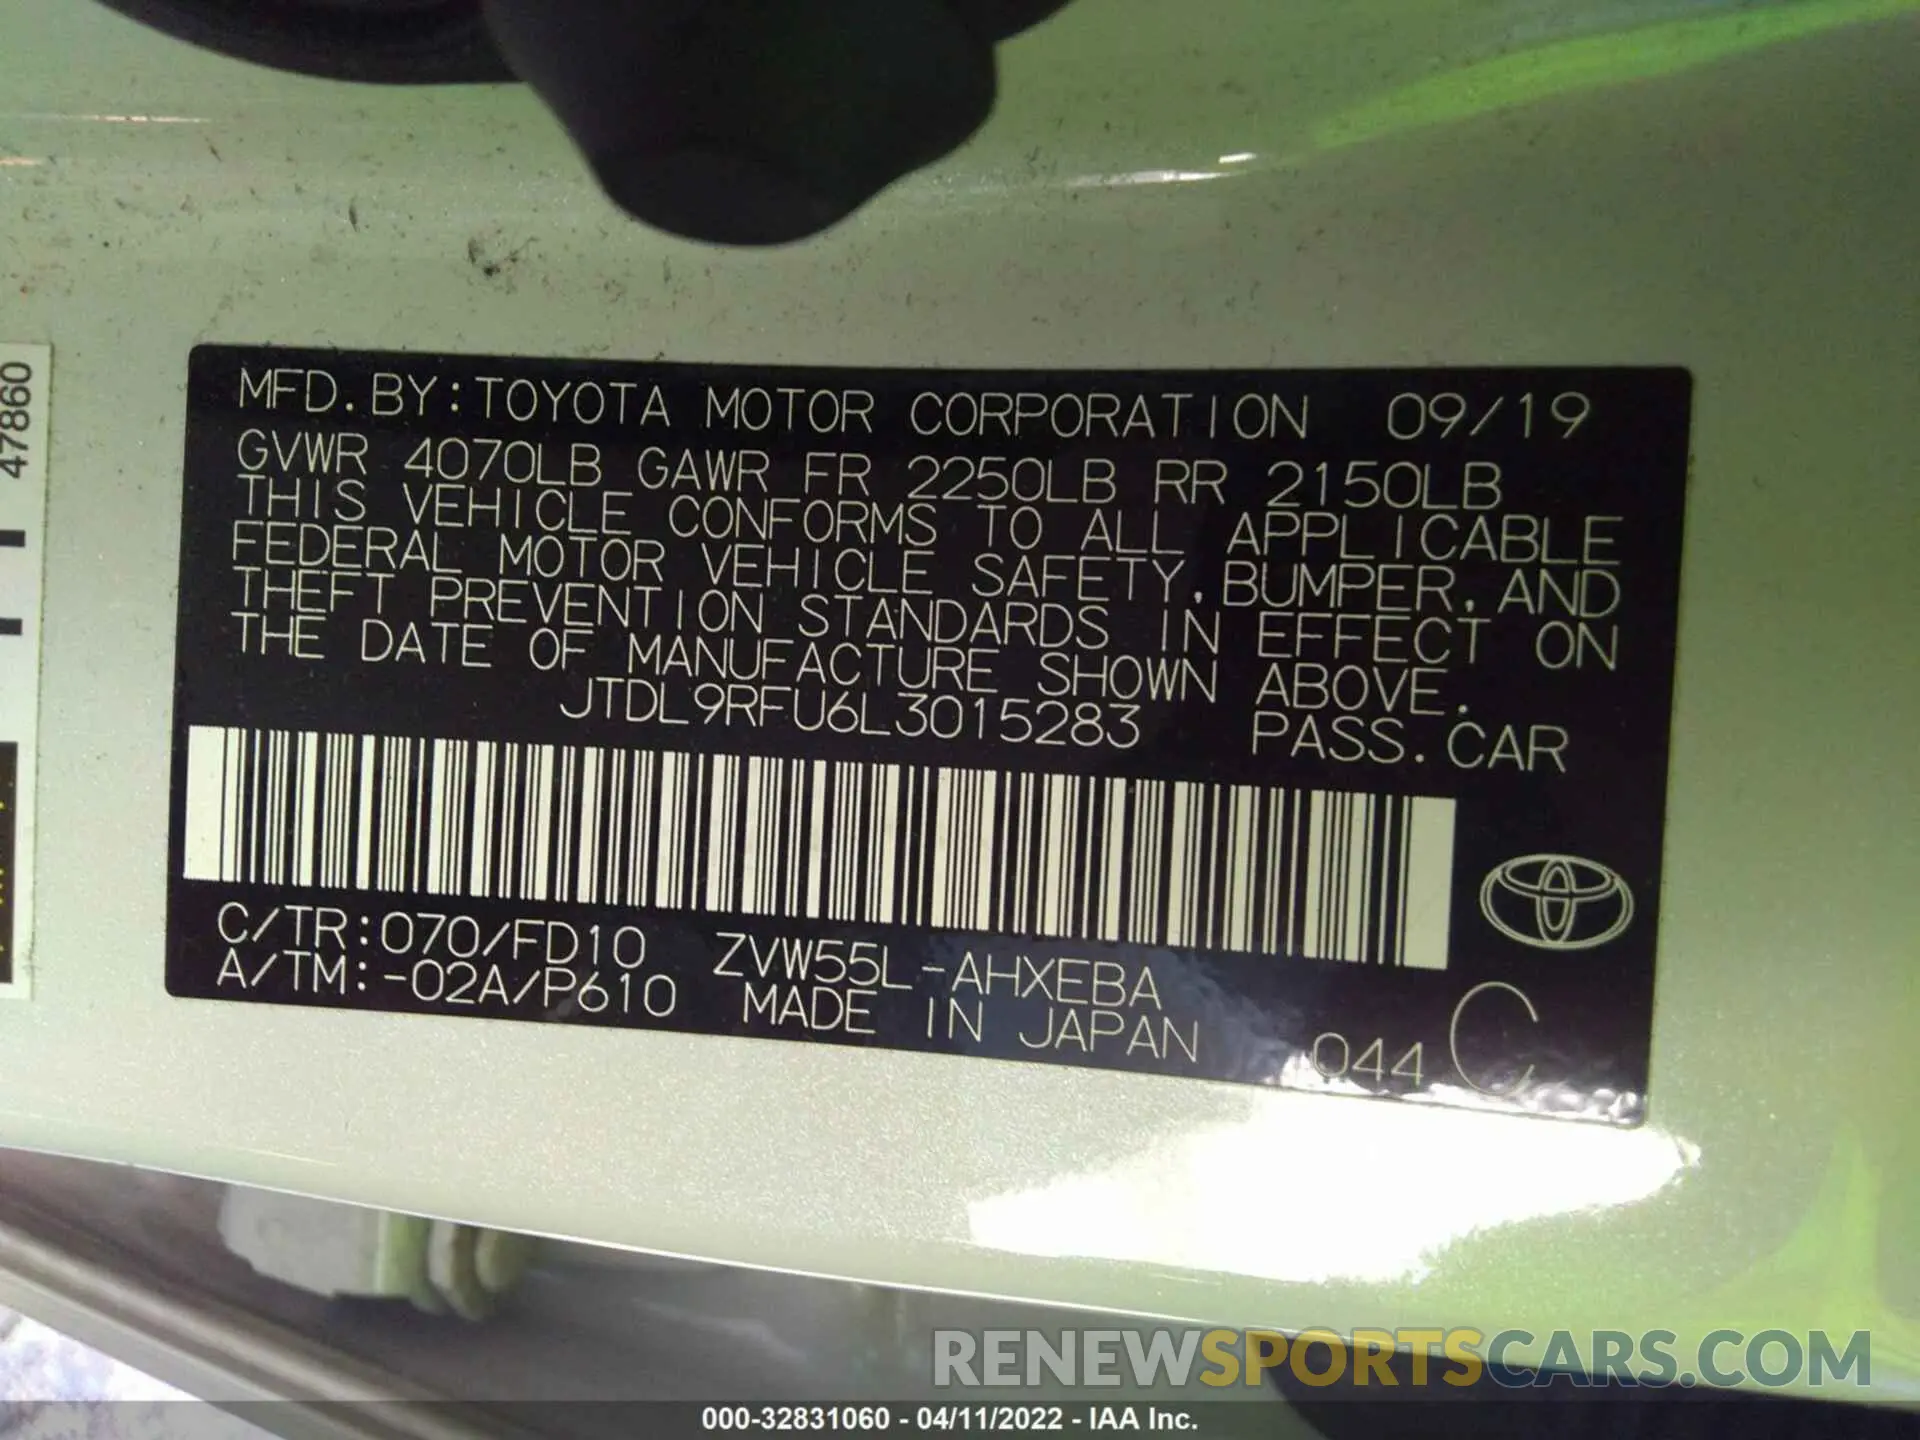 47860
MFD. BY: TOYOTA MOTOR CORPORATION 09/19
GVWR 4070LB GAWR FR 2250LB RR 2150LB
THIS VEHICLE CONFORMS TO ALL APPLICABLE
FEDERAL MOTOR VEHICLE SAFETY, BUMPER, AND
THEFT PREVENTION STANDARDS IN EFFECT ON
THE DATE OF MANUFACTURE SHOWN ABOVE.
JTDL9RFU6L3015283 PASS. CAR
C/TR: 070/FD10 ZVW55L-AHXEBA
A/TM: -02A/P610 MADE IN JAPAN 044 C
RENEWSPORTSCARS.COM
000-32831060 - 04/11/2022 - IAA Inc.